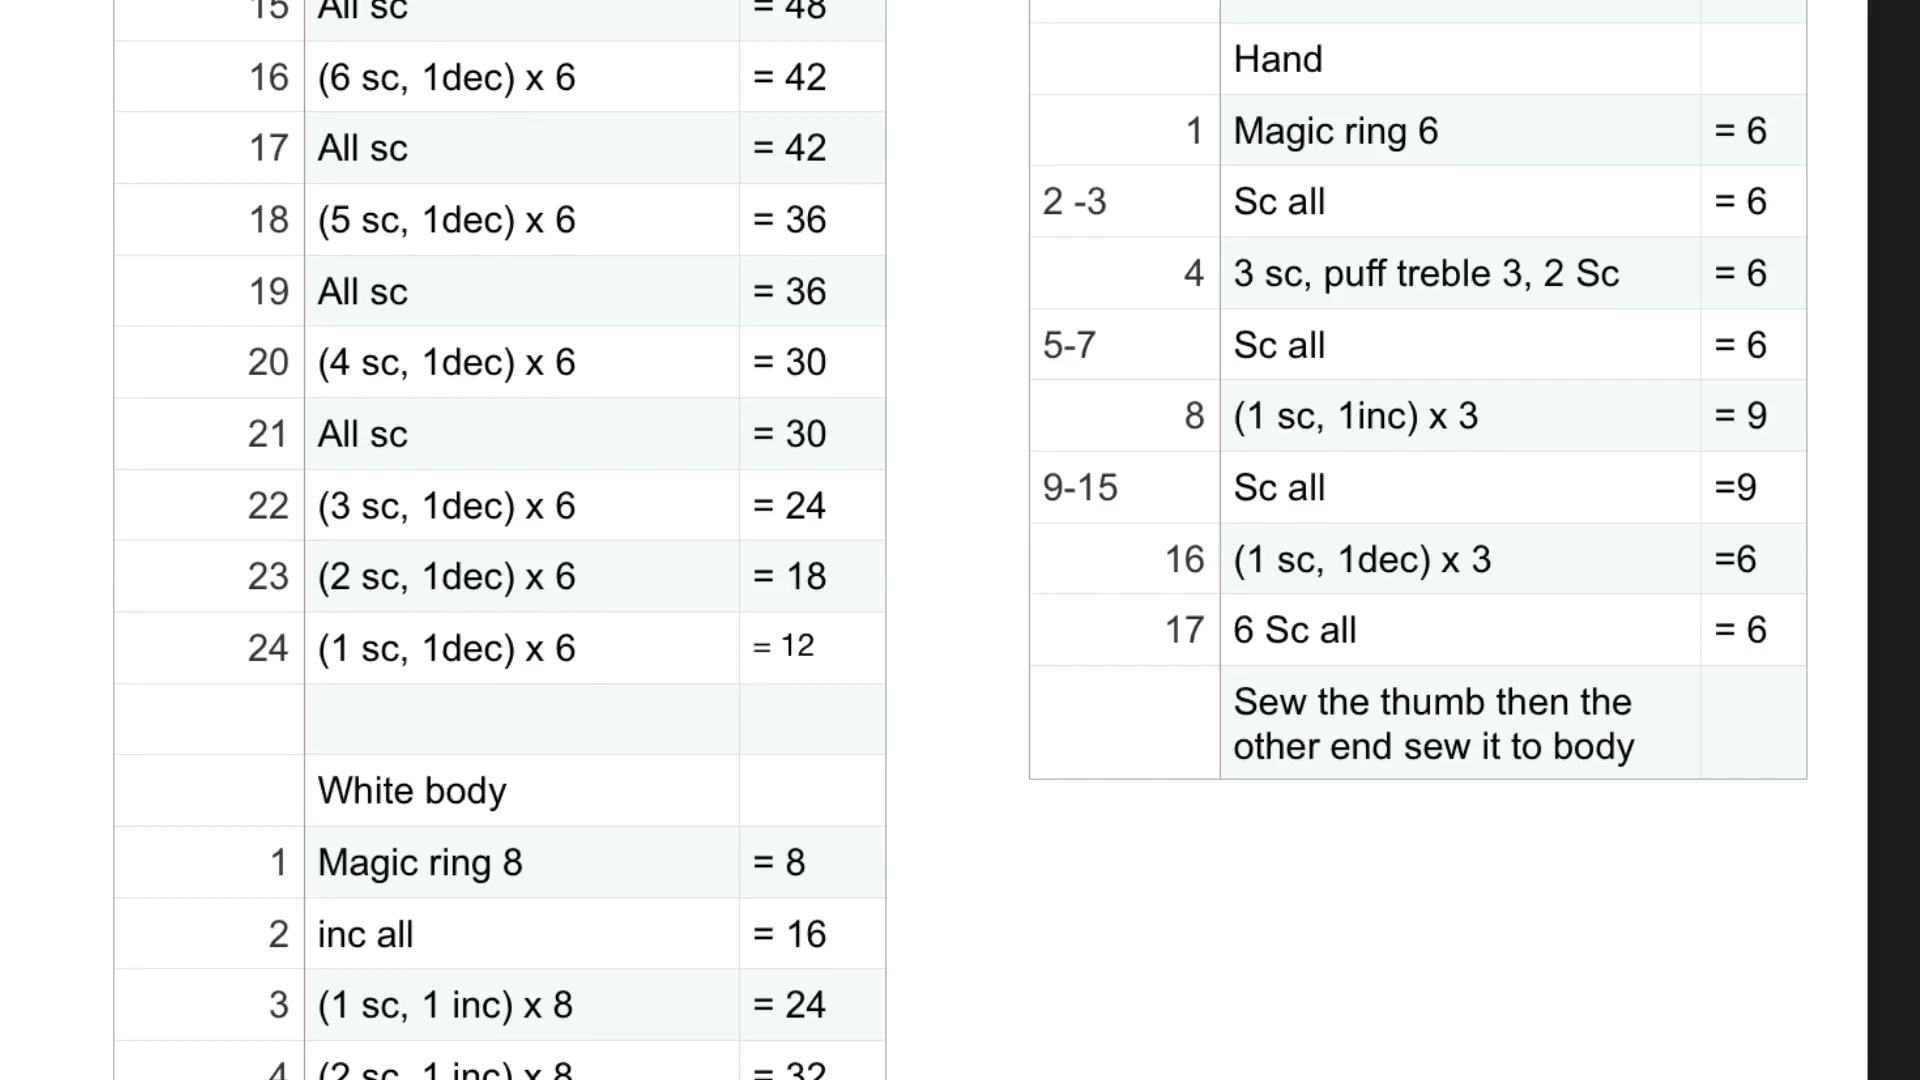 15 All sc = 48
16 (6 sc, 1dec) x 6 = 42
17 All sc = 42
18 (5 sc, 1dec) x 6 = 36
19 All sc = 36
20 (4 sc, 1dec) x 6 = 30
21 All sc = 30
22 (3 sc, 1dec) x 6 = 24
23 (2 sc, 1dec) x 6 = 18
24 (1 sc, 1dec) x 6 = 12
White body
1 Magic ring 8 = 8
2 inc all = 16
3 (1 sc, 1 inc) x 8 = 24
4 (2 sc, 1 inc) x 8 = 32
Hand
1 Magic ring 6 = 6
2 -3 Sc all = 6
4 3 sc, puff treble 3, 2 Sc = 6
5-7 Sc all = 6
8 (1 sc, 1inc) x 3 = 9
9-15 Sc all =9
16 (1 sc, 1dec) x 3 =6
17 6 Sc all = 6
Sew the thumb then the
other end sew it to body